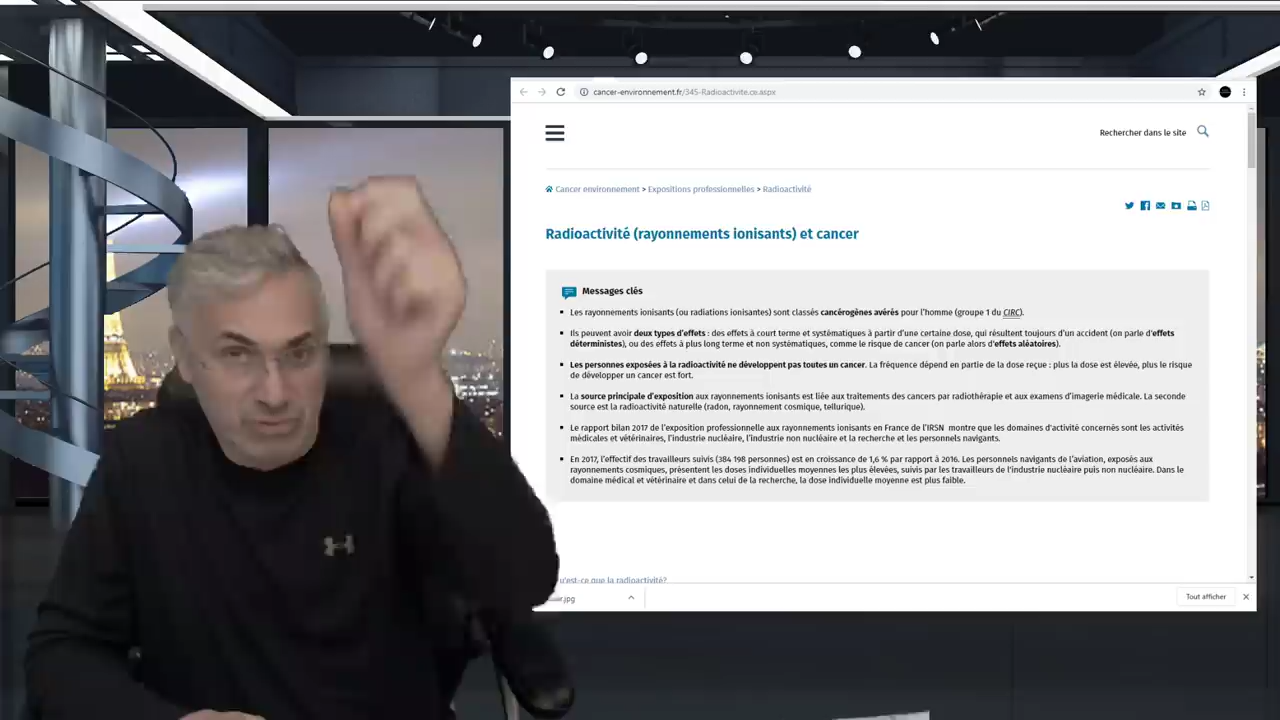 cancer-environnement.fr/345-Radioactivite.ce.aspx
Rechercher dans le site
Cancer environnement > Expositions professionnelles > Radioactivité
Radioactivité (rayonnements ionisants) et cancer
Messages clés
Les rayonnements ionisants (ou radiations ionisantes) sont classés cancérogènes avérés pour l'homme (groupe 1 du CIRC).
Ils peuvent avoir deux types d'effets : des effets à court terme et systématiques à partir d'une certaine dose, qui résultent toujours d'un accident (on parle d'effets
déterministes), ou des effets à plus long terme et non systématiques, comme le risque de cancer (on parle alors d'effets aléatoires).
Les personnes exposées à la radioactivité ne développent pas toutes un cancer. La fréquence dépend en partie de la dose reçue : plus la dose est élevée, plus le risque
de développer un cancer est fort.
La source principale d'exposition aux rayonnements ionisants est liée aux traitements des cancers par radiothérapie et aux examens d'imagerie médicale. La seconde
source est la radioactivité naturelle (radon, rayonnement cosmique, tellurique).
Le rapport bilan 2017 de l'exposition professionnelle aux rayonnements ionisants en France de l'IRSN montre que les domaines d'activité concernés sont les activités
médicales et vétérinaires, l'industrie nucléaire, l'industrie non nucléaire et la recherche et les personnels navigants.
En 2017, l'effectif des travailleurs suivis (384 198 personnes) est en croissance de 1,6 % par rapport à 2016. Les personnels navigants de l'aviation, exposés aux
rayonnements cosmiques, présentent les doses individuelles moyennes les plus élevées, suivis par les travailleurs de l'industrie nucléaire puis non nucléaire. Dans le
domaine médical et vétérinaire et dans celui de la recherche, la dose individuelle moyenne est plus faible.
u'est-ce que la radioactivité?
r.jpg
Tout afficher